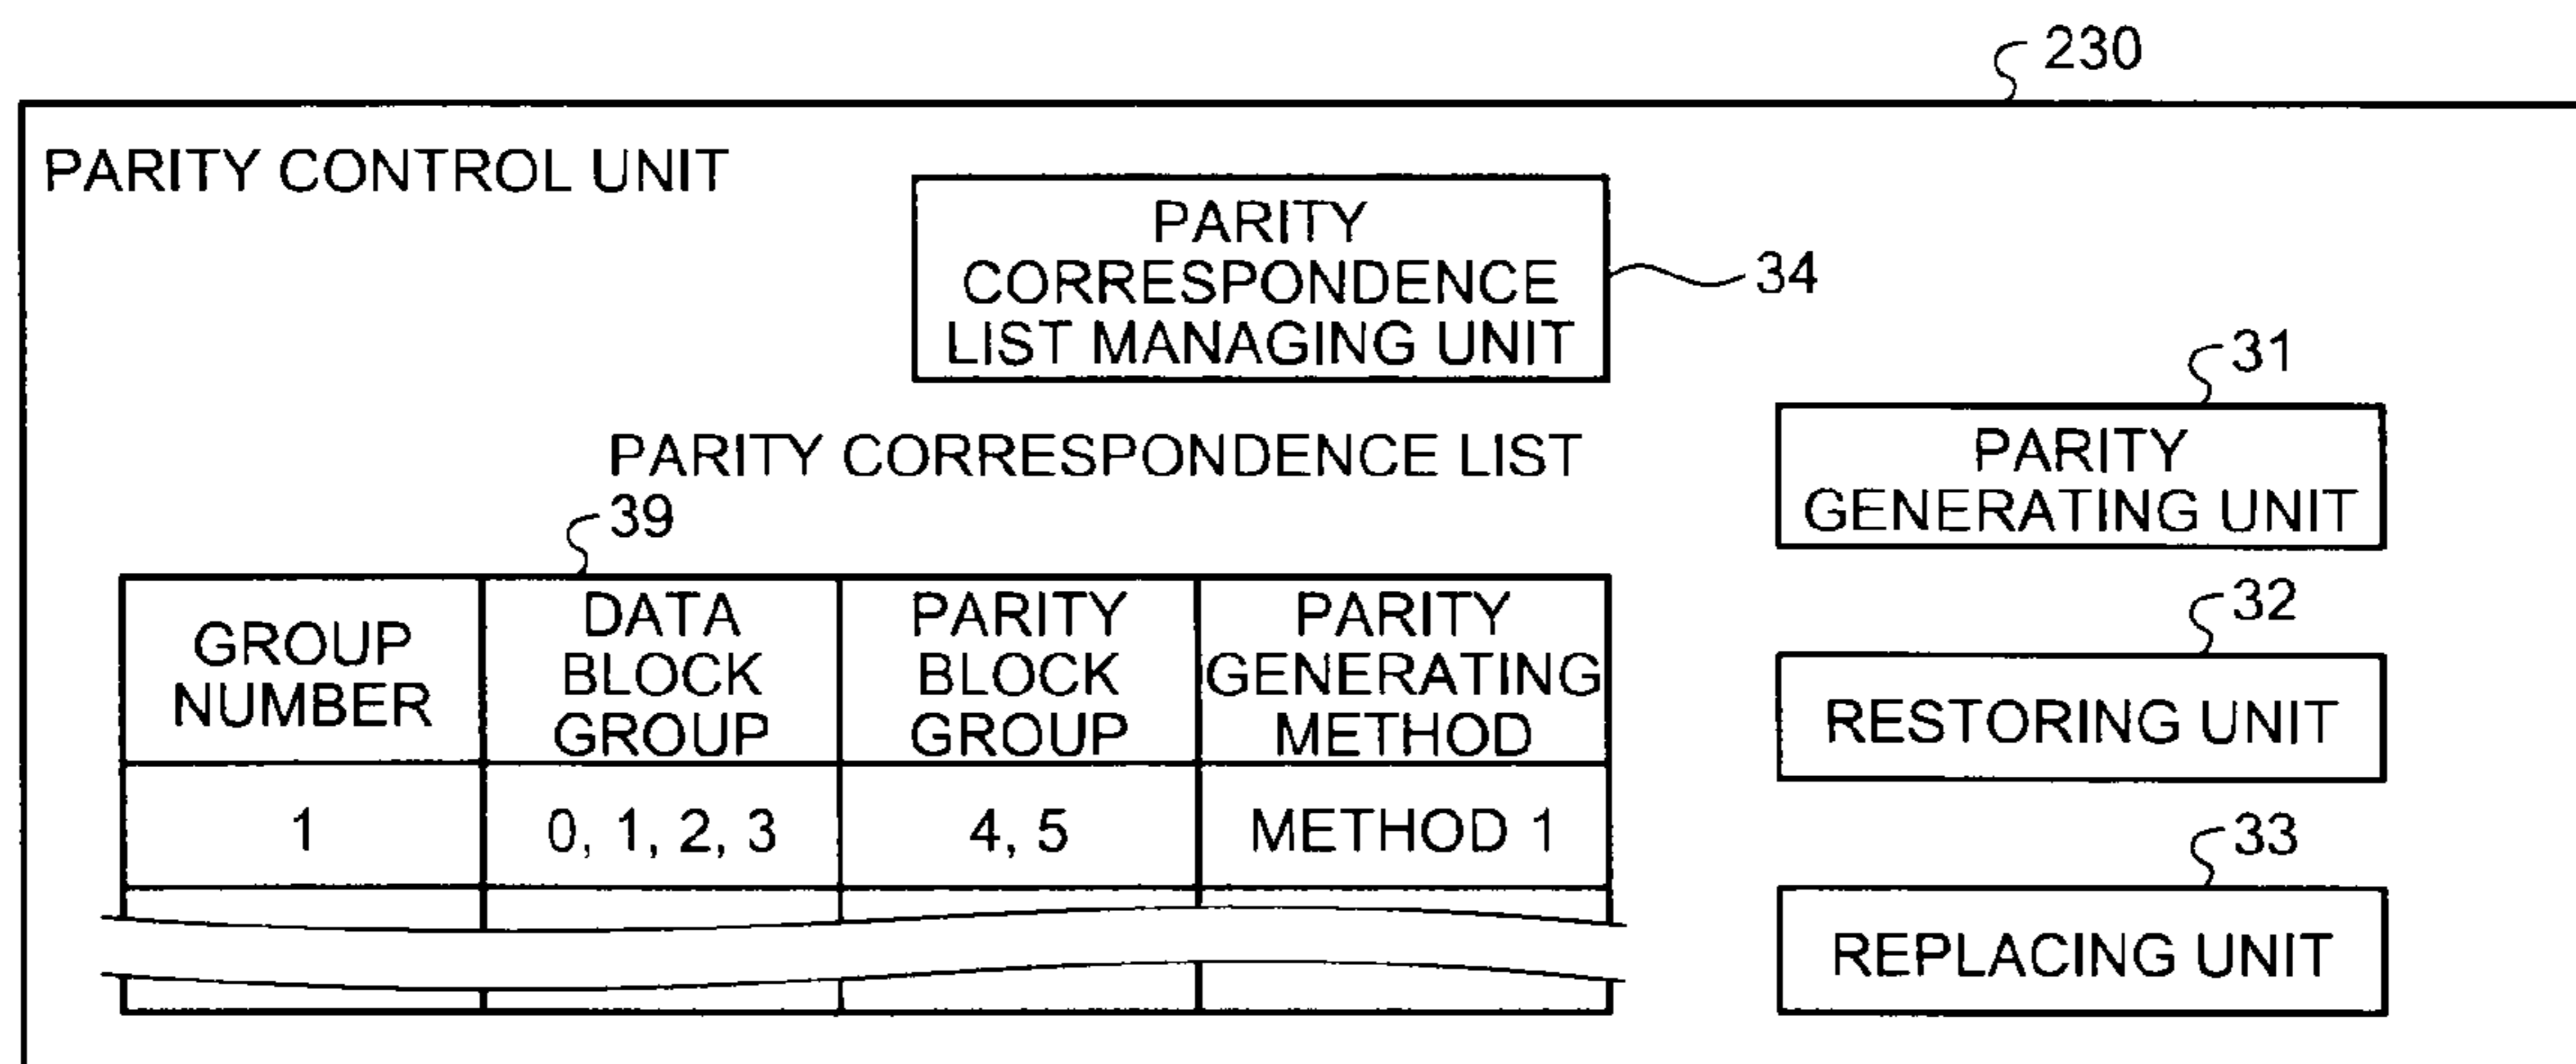 230
PARITY CONTROL UNIT
PARITY
CORRESPONDENCE
LIST MANAGING UNIT
34
31
PARITY
GENERATING UNIT
PARITY CORRESPONDENCE LIST
39
GROUP
NUMBER
DATA
BLOCK
GROUP
PARITY
BLOCK
GROUP
PARITY
GENERATING
METHOD
1
0, 1, 2, 3
4, 5
METHOD 1
32
RESTORING UNIT
33
REPLACING UNIT